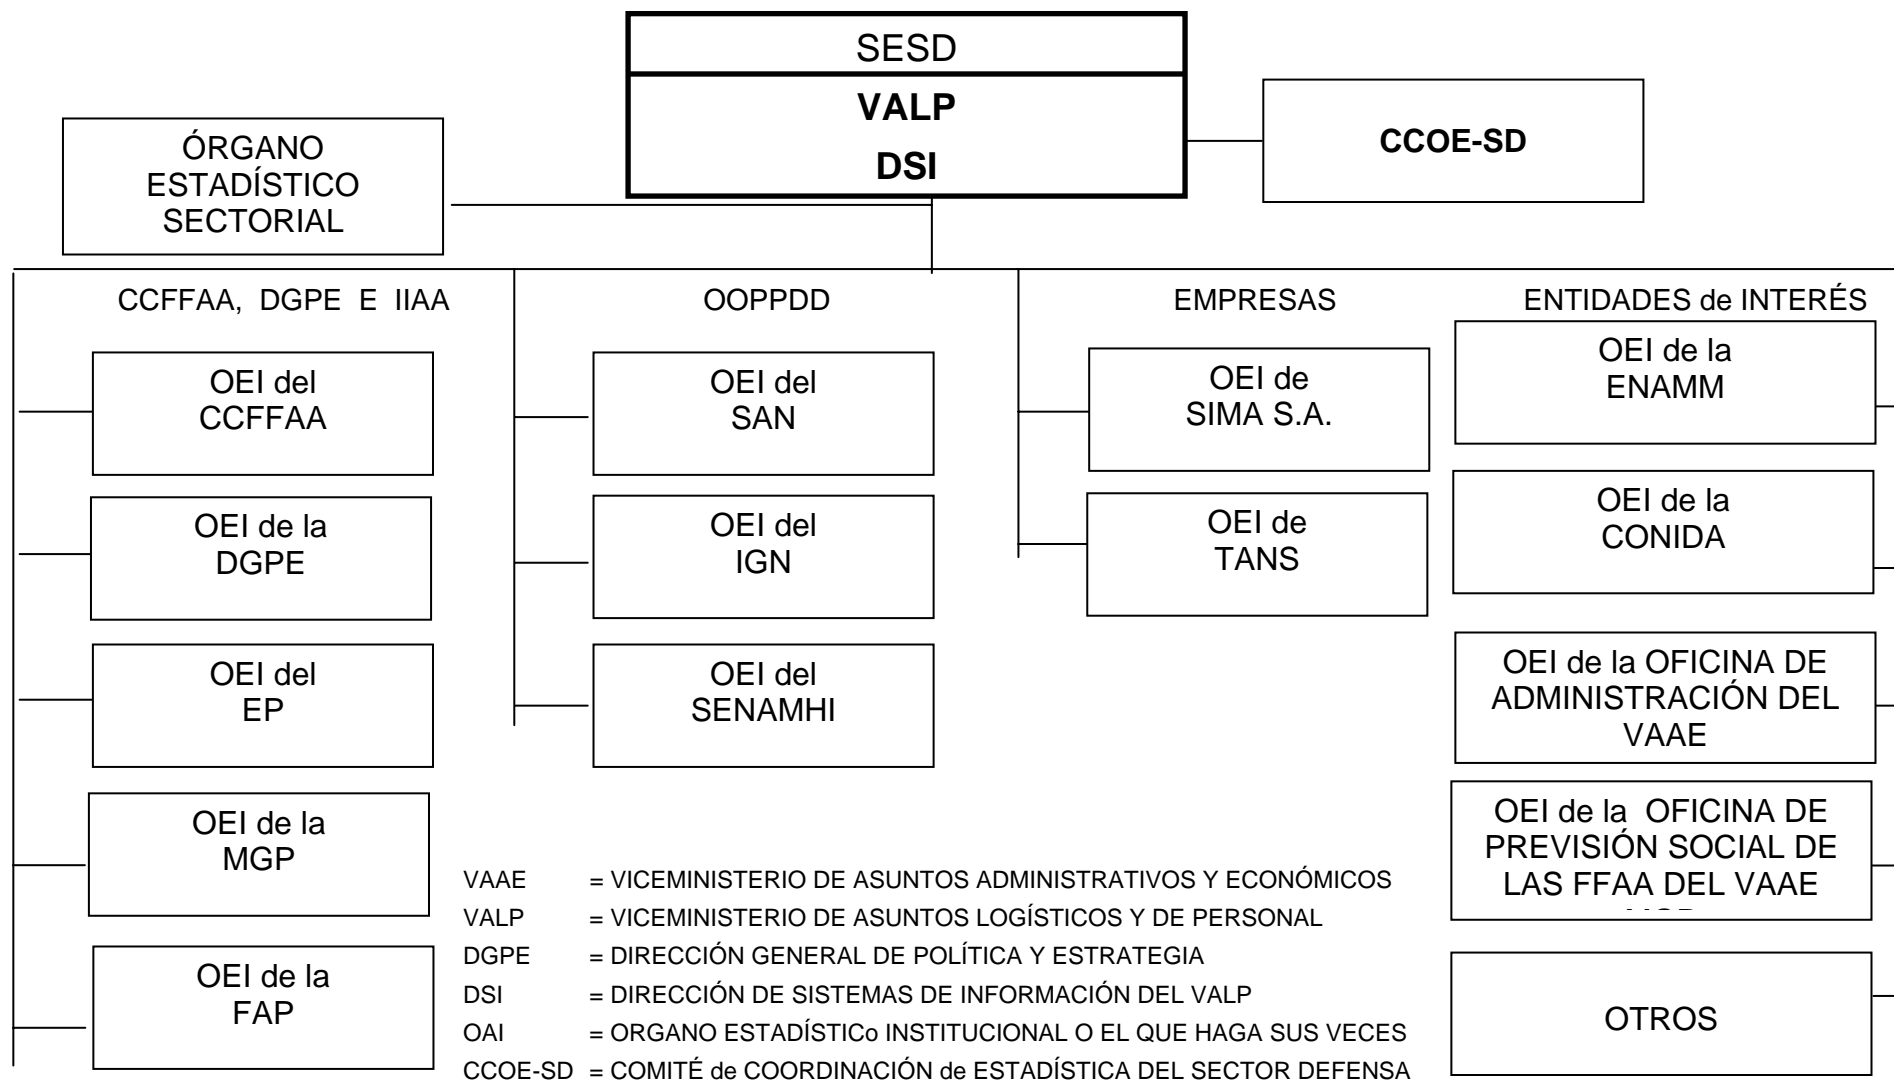 SESD
VALP
DSI
CCOE-SD
ÓRGANO
ESTADÍSTICO
SECTORIAL
CCFFAA, DGPE E IIAA
OOPPDD
EMPRESAS
ENTIDADES de INTERÉS
OEI del
CCFFAA
OEI de la
DGPE
OEI del
EP
OEI de la
MGP
OEI de la
FAP
OEI del
SAN
OEI del
IGN
OEI del
SENAMHI
OEI de
SIMA S.A.
OEI de
TANS
OEI de la
ENAMM
OEI de la
CONIDA
OEI de la OFICINA DE
ADMINISTRACIÓN DEL
VAAE
OEI de la OFICINA DE
PREVISIÓN SOCIAL DE
LAS FFAA DEL VAAE
OTROS
VAAE = VICEMINISTERIO DE ASUNTOS ADMINISTRATIVOS Y ECONÓMICOS
VALP = VICEMINISTERIO DE ASUNTOS LOGÍSTICOS Y DE PERSONAL
DGPE = DIRECCIÓN GENERAL DE POLÍTICA Y ESTRATEGIA
DSI = DIRECCIÓN DE SISTEMAS DE INFORMACIÓN DEL VALP
OAI = ORGANO ESTADÍSTICo INSTITUCIONAL O EL QUE HAGA SUS VECES
CCOE-SD = COMITÉ de COORDINACIÓN de ESTADÍSTICA DEL SECTOR DEFENSA